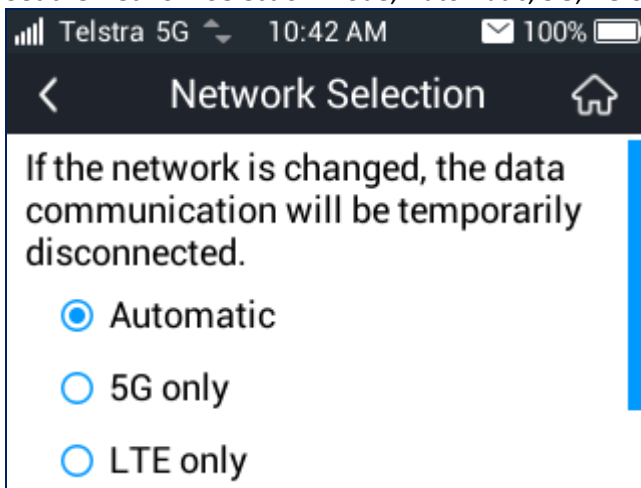 Telstra 5G 10:42 AM 100%
Network Selection
If the network is changed, the data
communication will be temporarily
disconnected.
Automatic
5G only
LTE only